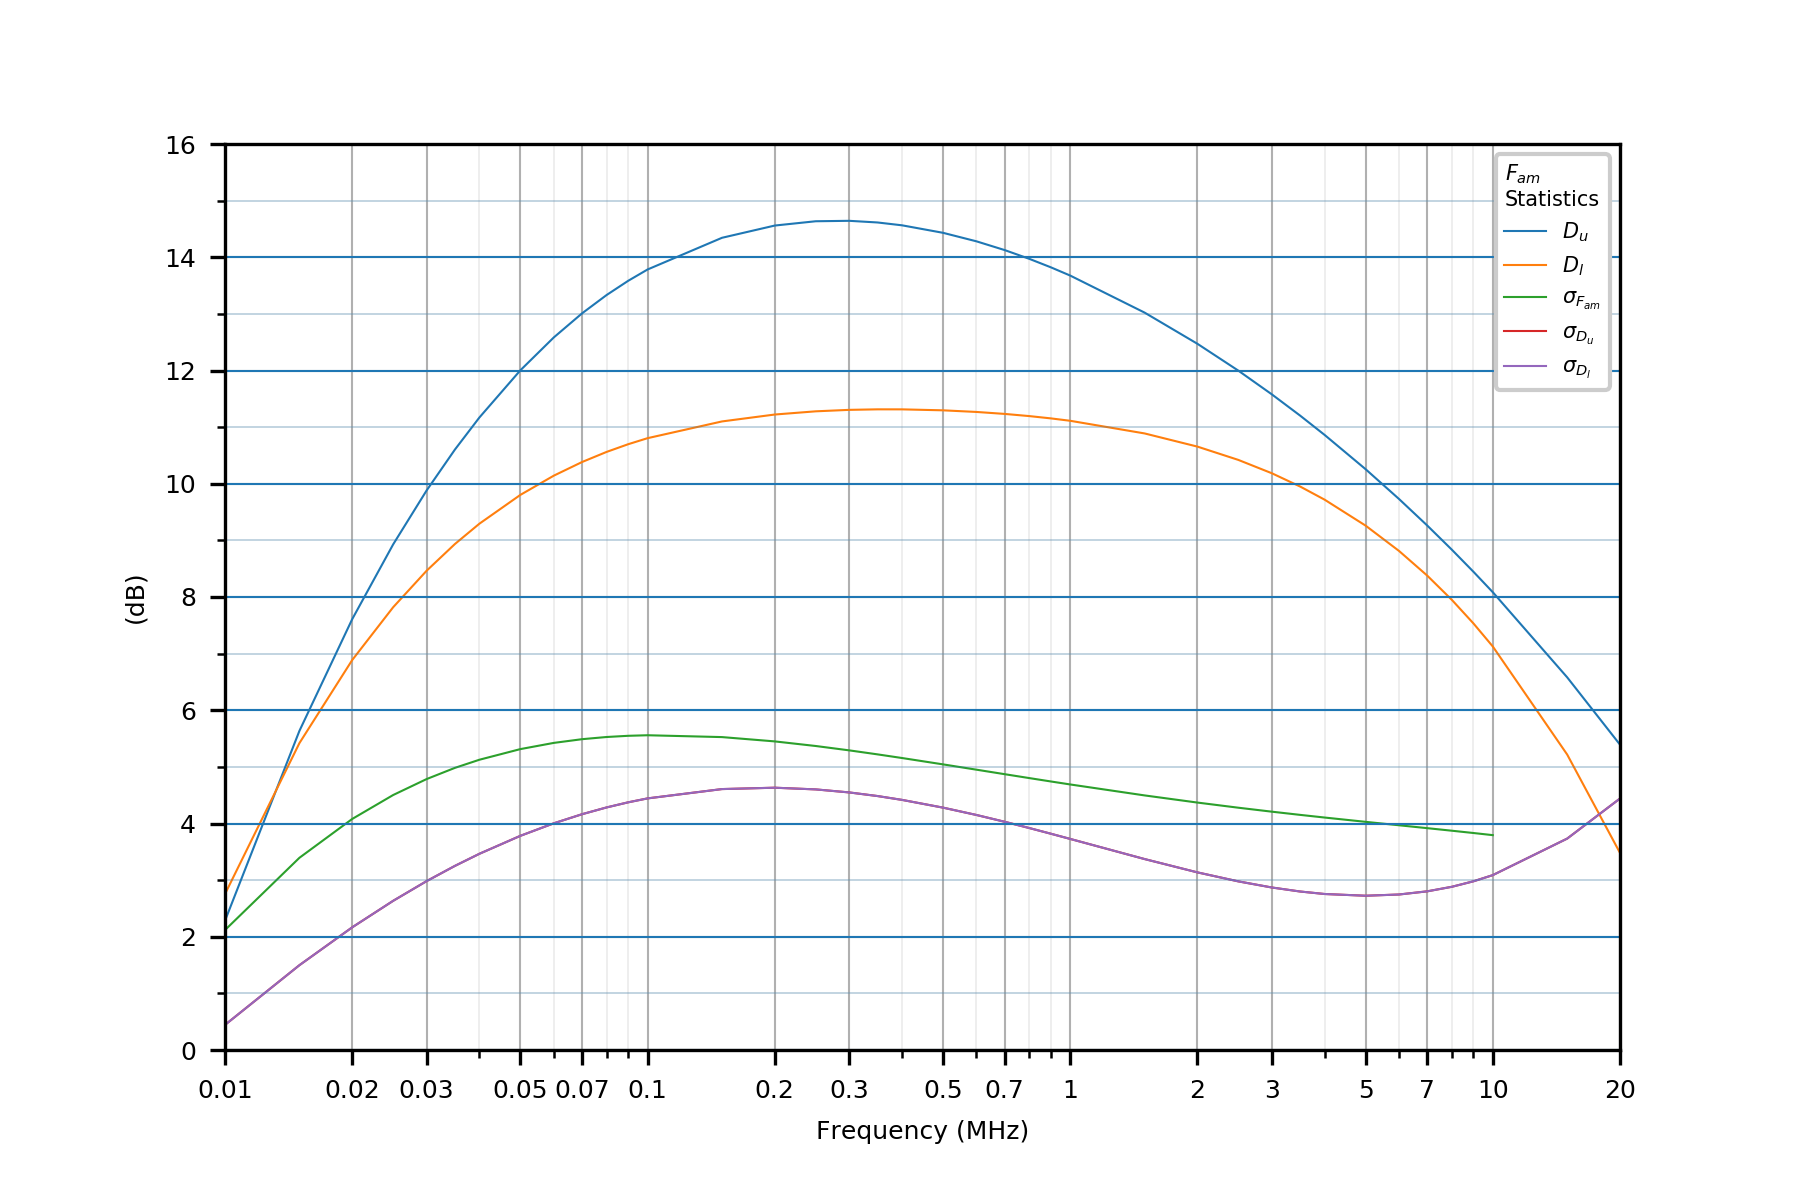 16
14
12
10
8
6
4
2
0
(dB)
F_am
Statistics
D_u
D_l
σ_F_am
σ_D_u
σ_D_l
0.01 0.02 0.03 0.05 0.07 0.1 0.2 0.3 0.5 0.7 1 2 3 5 7 10 20
Frequency (MHz)